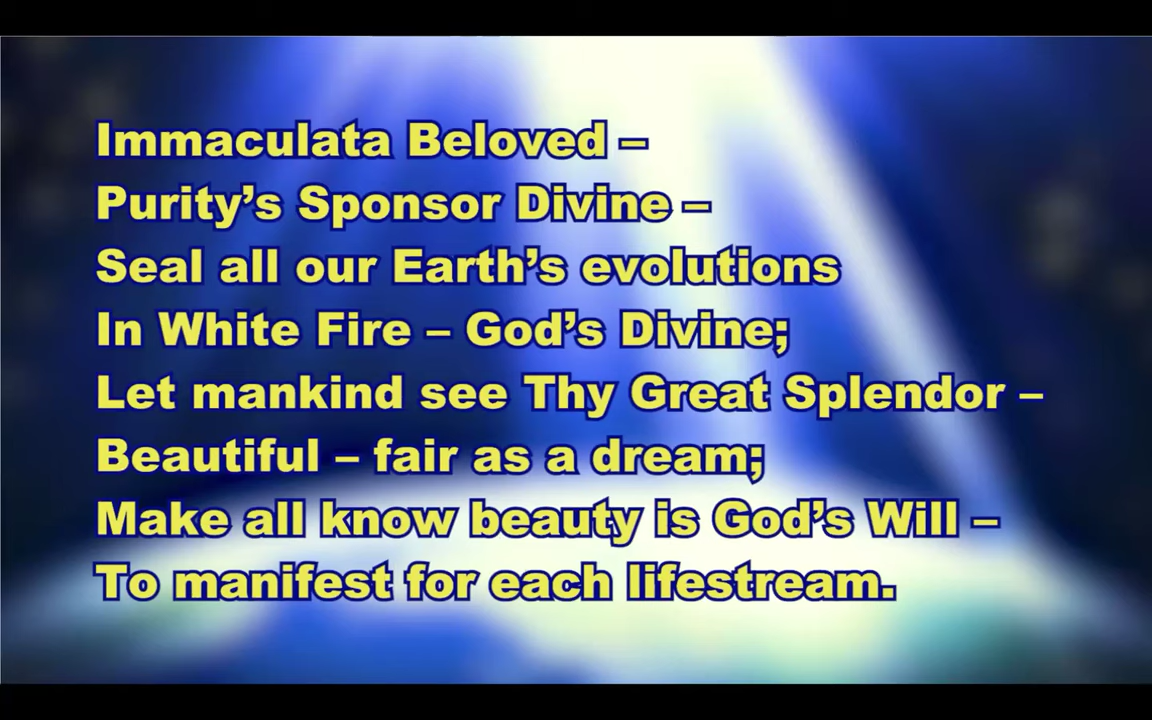 Immaculata Beloved –
Purity’s Sponsor Divine –
Seal all our Earth’s evolutions
In White Fire – God’s Divine;
Let mankind see Thy Great Splendor –
Beautiful – fair as a dream;
Make all know beauty is God’s Will –
To manifest for each lifestream.